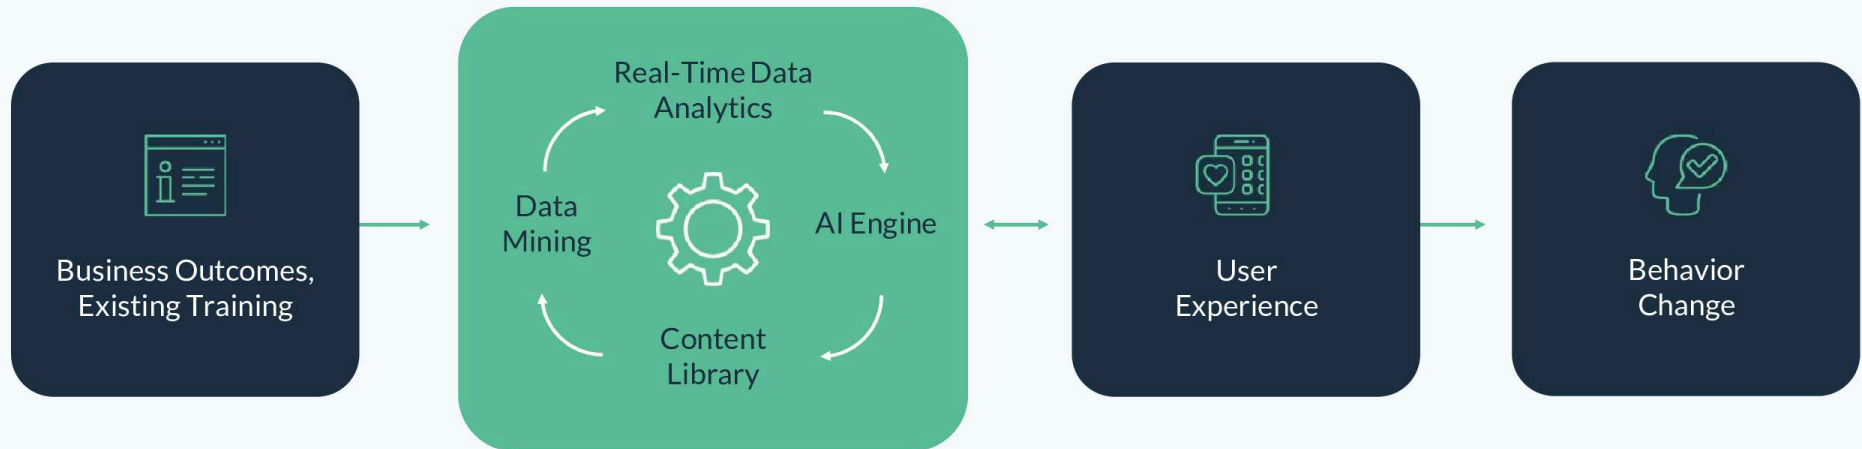 Business Outcomes,
Existing Training
Real-Time Data
Analytics
Data
Mining
AI Engine
Content
Library
User
Experience
Behavior
Change